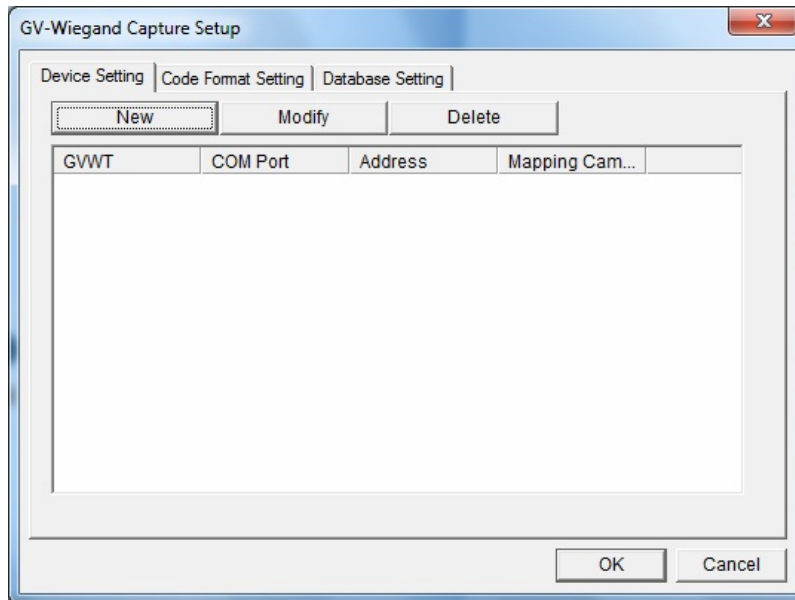 GV-Wiegand Capture Setup
Device Setting Code Format Setting Database Setting
New Modify Delete
GVWT COM Port Address Mapping Cam...
OK Cancel